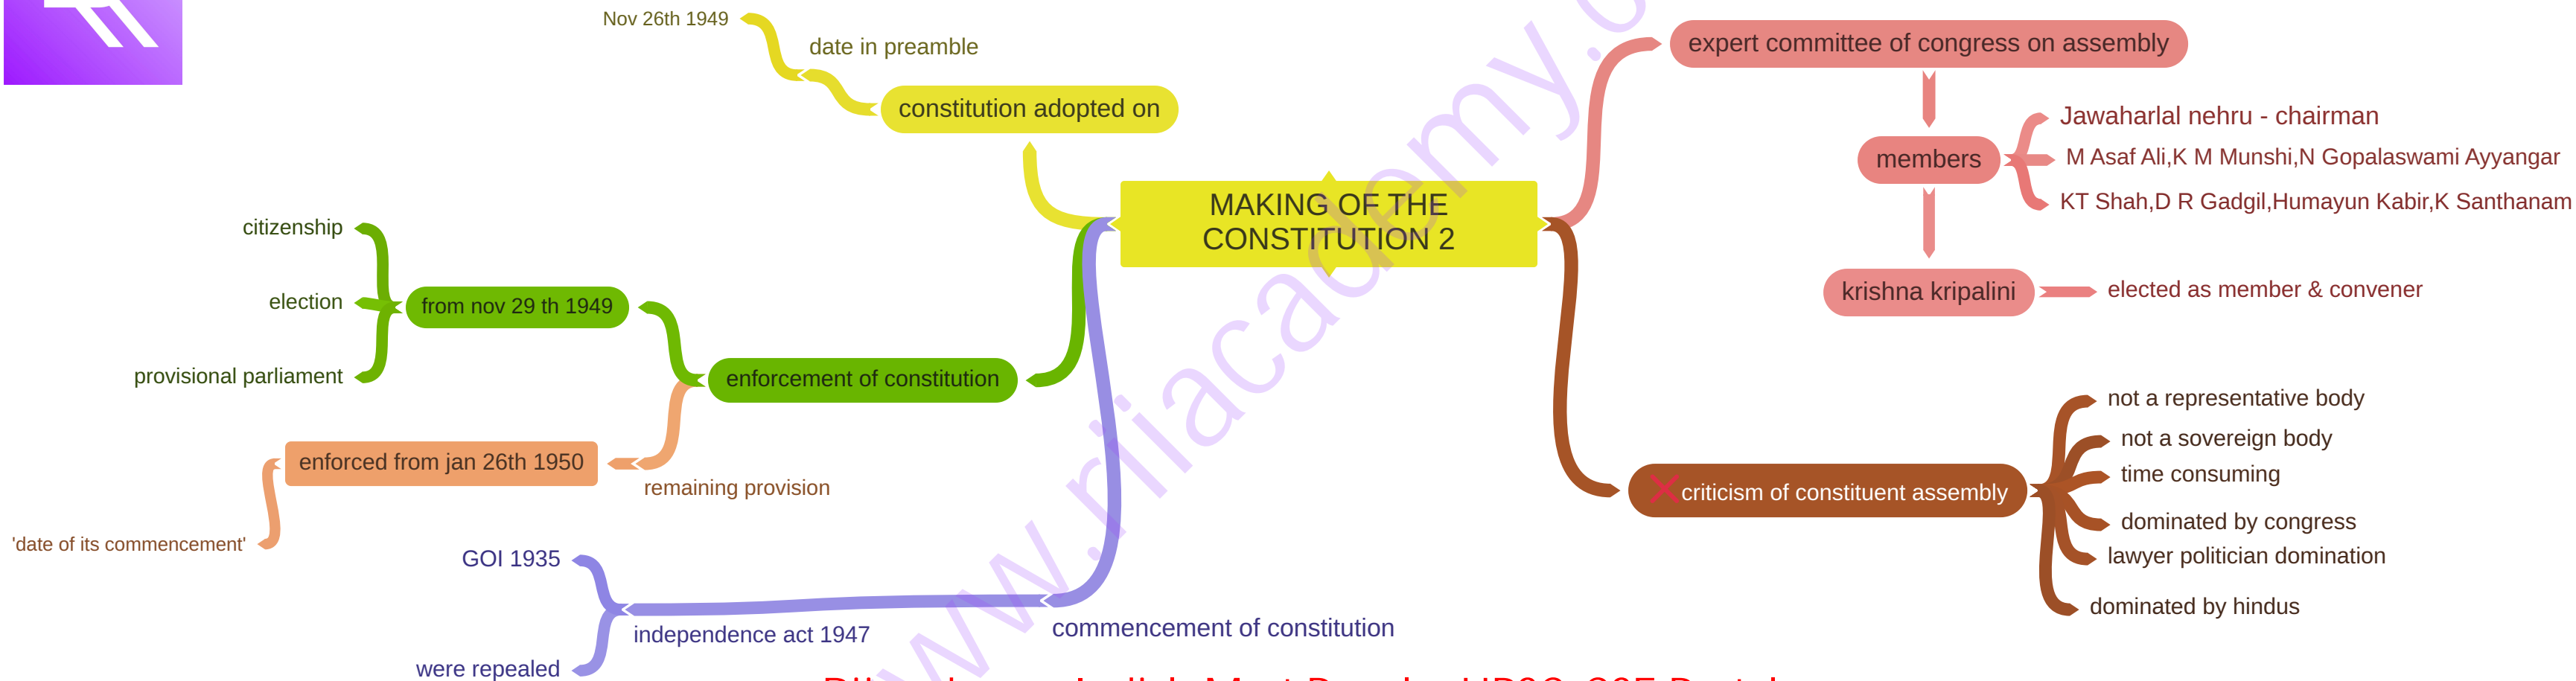 Nov 26th 1949
date in preamble
constitution adopted on
expert committee of congress on assembly
members
Jawaharlal nehru - chairman
M Asaf Ali,K M Munshi,N Gopalaswami Ayyangar
KT Shah,D R Gadgil,Humayun Kabir,K Santhanam
krishna kripalini
elected as member & convener
MAKING OF THE
CONSTITUTION 2
citizenship
election
provisional parliament
from nov 29 th 1949
enforcement of constitution
enforced from jan 26th 1950
remaining provision
'date of its commencement'
GOI 1935
were repealed
independence act 1947
commencement of constitution
criticism of constituent assembly
not a representative body
not a sovereign body
time consuming
dominated by congress
lawyer politician domination
dominated by hindus